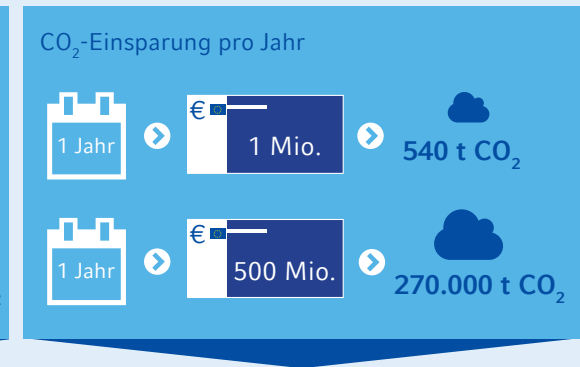 CO₂-Einsparung pro Jahr
1 Jahr
€
1 Mio.
540 t CO₂
1 Jahr
€
500 Mio.
270.000 t CO₂